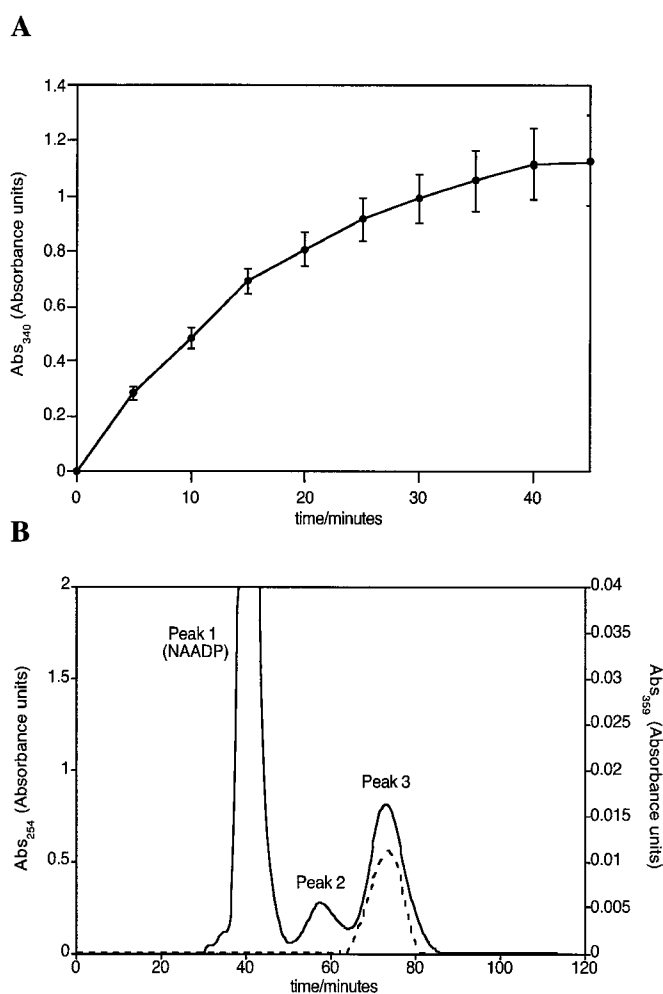 A
1.4
1.2
1
0.8
0.6
0.4
0.2
0
0 10 20 30 40
time/minutes
Abs340 (Absorbance units)
B
2
1.5
1
0.5
0
0.04
0.035
0.03
0.025
0.02
0.015
0.01
0.005
0
Peak 1
(NAADP)
Peak 2
Peak 3
0 20 40 60 80 100 120
time/minutes
Abs254 (Absorbance units)
Abs359 (Absorbance units)